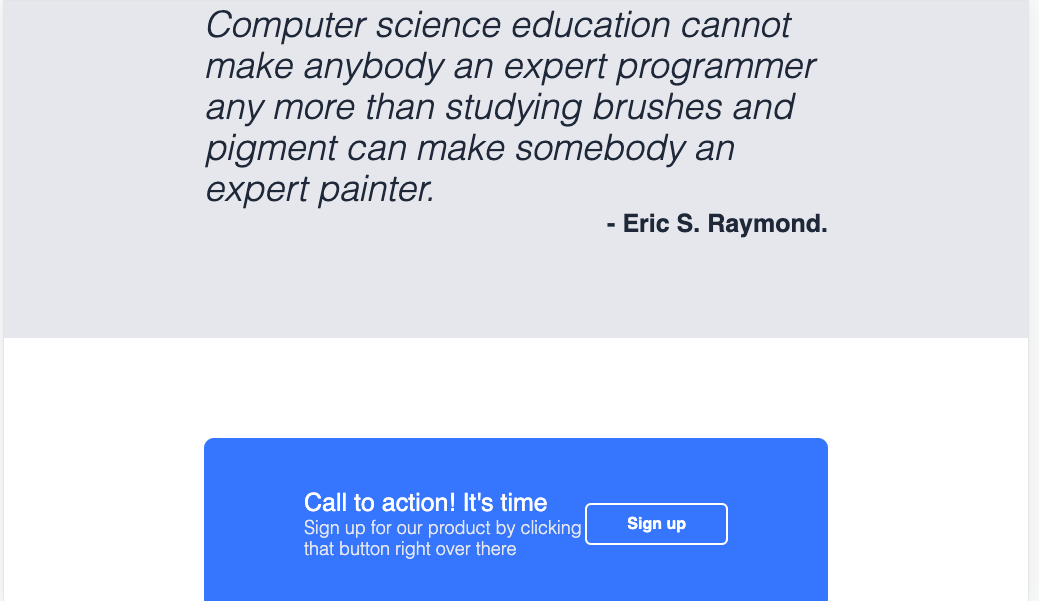 Computer science education cannot
make anybody an expert programmer
any more than studying brushes and
pigment can make somebody an
expert painter.
- Eric S. Raymond.
Call to action! It's time
Sign up for our product by clicking
that button right over there
Sign up